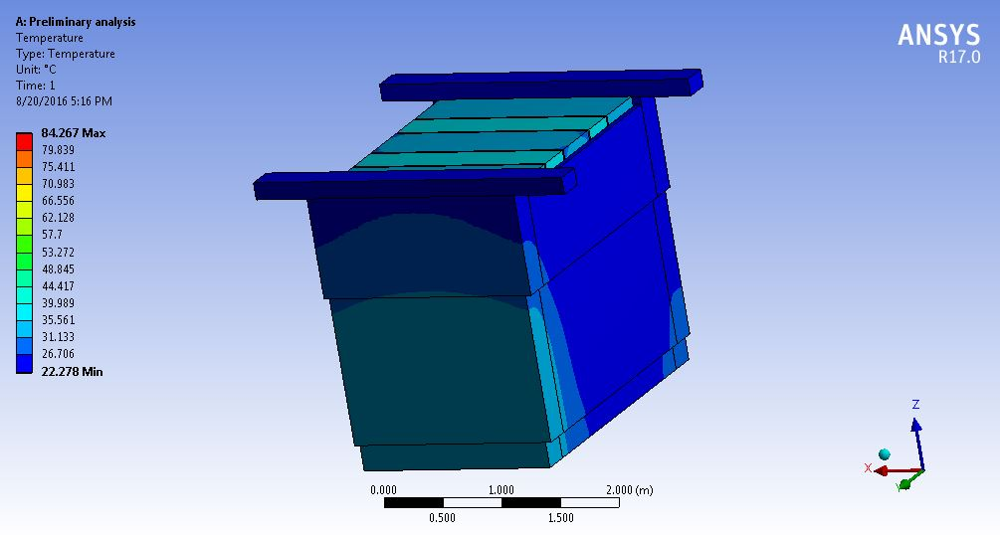 A: Preliminary analysis
Temperature
Type: Temperature
Unit: °C
Time: 1
8/20/2016 5:16 PM
ANSYS
R17.0
84.267 Max
79.839
75.411
70.983
66.556
62.128
57.7
53.272
48.845
44.417
39.989
35.561
31.133
26.706
22.278 Min
0.000 1.000 2.000 (m)
0.500 1.500
Z
X
Y